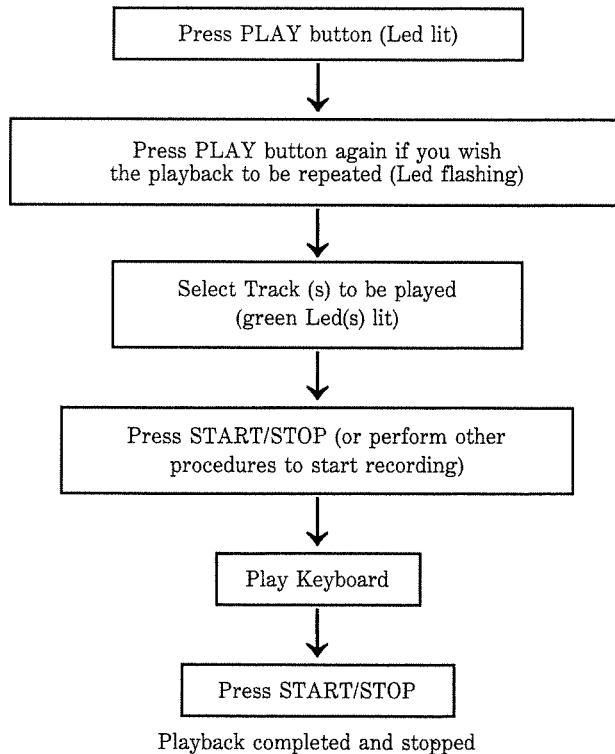 Press PLAY button (Led lit)
Press PLAY button again if you wish
the playback to be repeated (Led flashing)
Select Track (s) to be played
(green Led(s) lit)
Press START/STOP (or perform other
procedures to start recording)
Play Keyboard
Press START/STOP
Playback completed and stopped